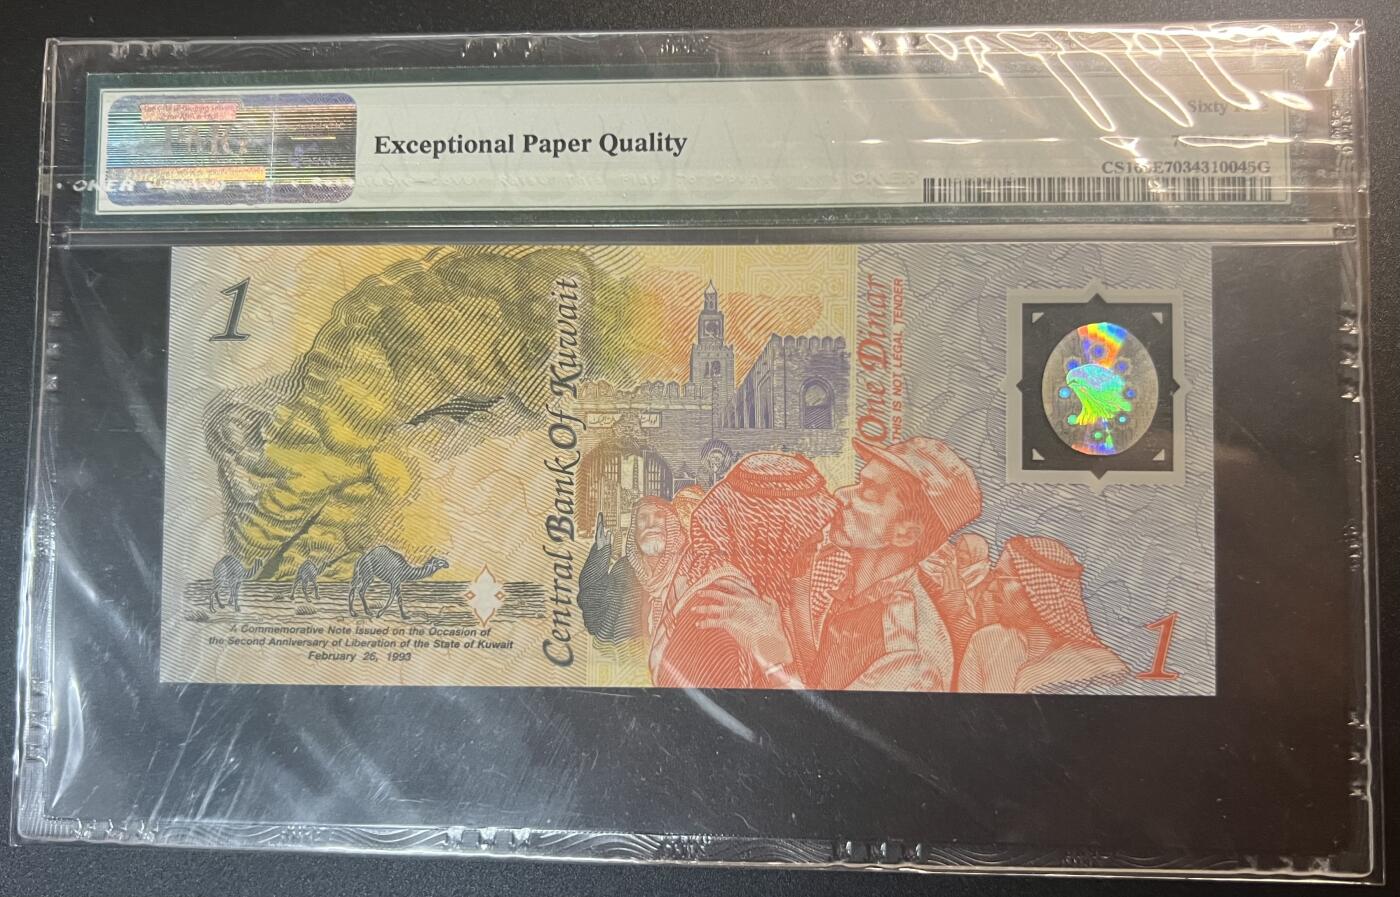 Exceptional Paper Quality
Sixty
1
Central Bank Of Kuwait
One Dinar
THIS IS NOT LEGAL TENDER
A Commemorative Note Issued on the Occasion of
the Second Anniversary of Liberation of the State of Kuwait
February 26, 1993
1